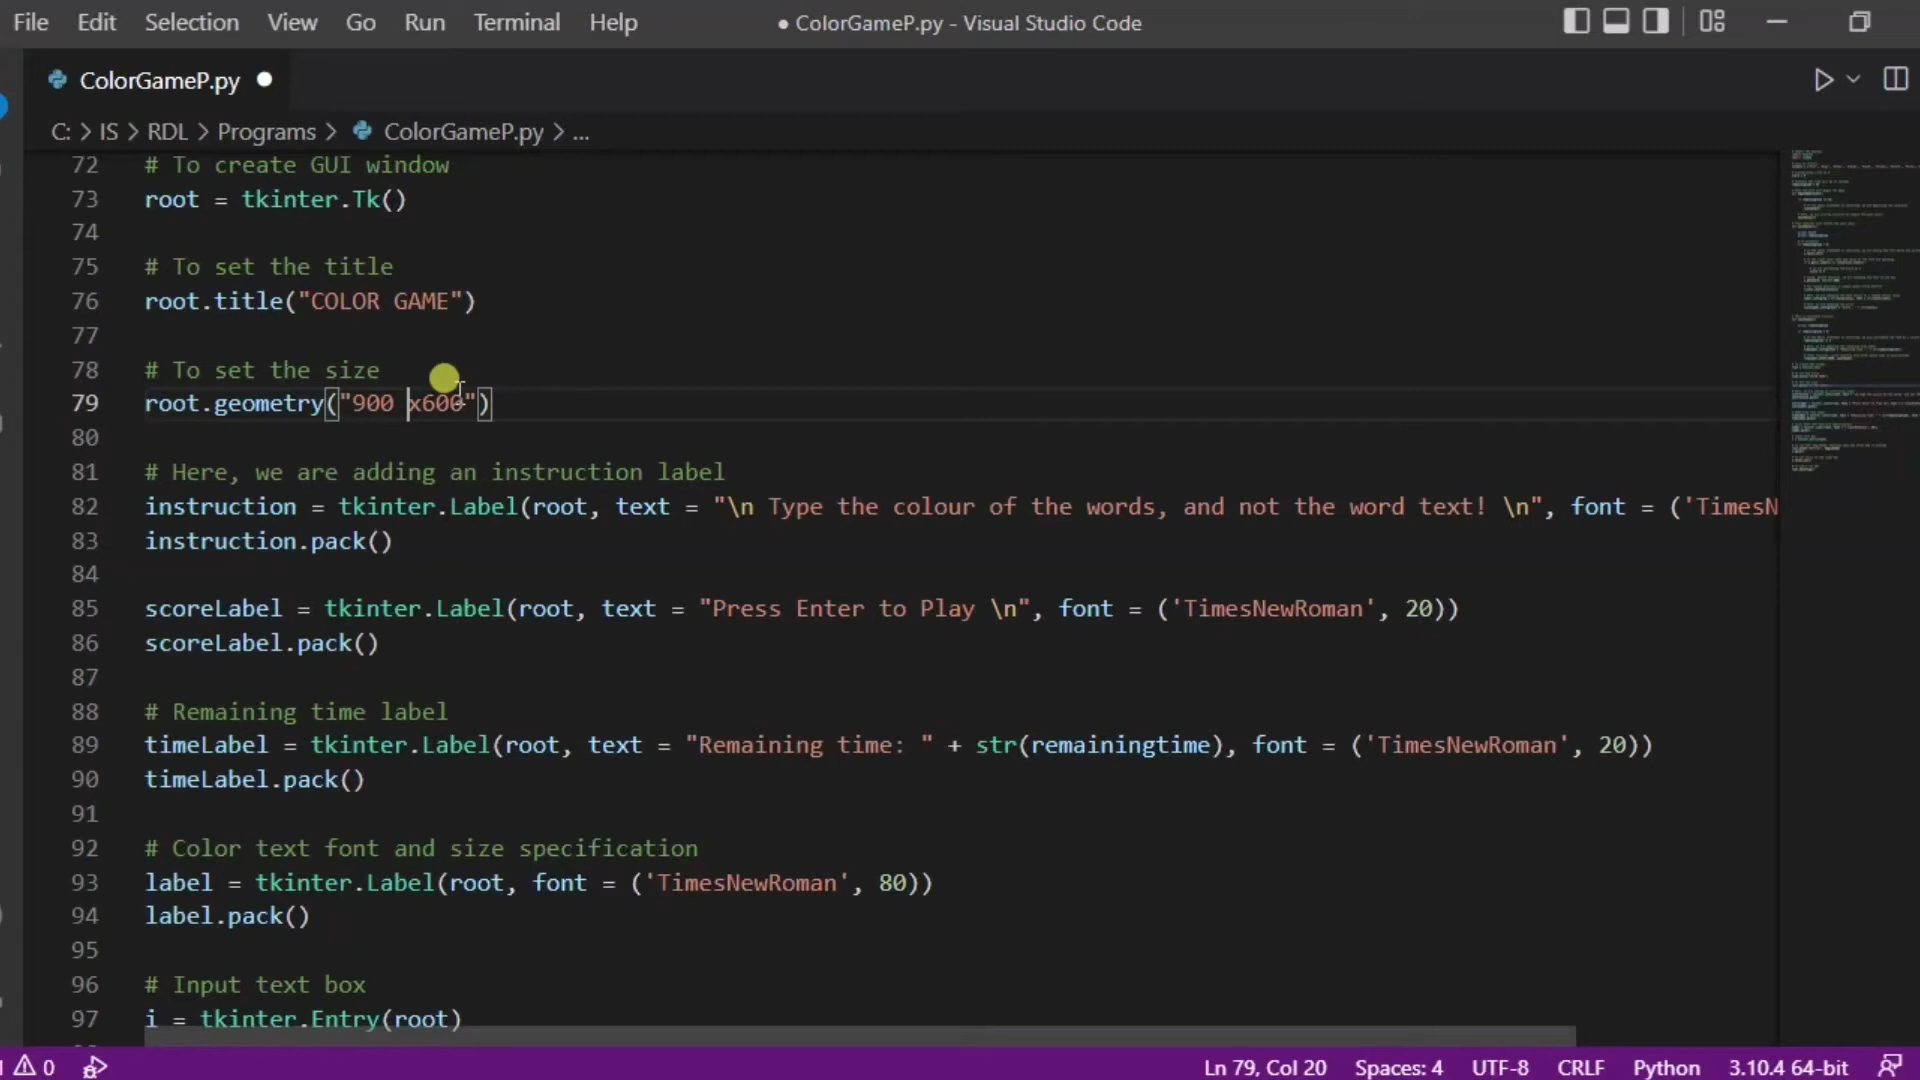 File Edit Selection View Go Run Terminal Help ● ColorGameP.py - Visual Studio Code
ColorGameP.py
C: > IS > RDL > Programs > ColorGameP.py > ...
72 # To create GUI window
73 root = tkinter.Tk()
74
75 # To set the title
76 root.title("COLOR GAME")
77
78 # To set the size
79 root.geometry("900 x600")
80
81 # Here, we are adding an instruction label
82 instruction = tkinter.Label(root, text = "\n Type the colour of the words, and not the word text! \n", font = ('TimesN
83 instruction.pack()
84
85 scoreLabel = tkinter.Label(root, text = "Press Enter to Play \n", font = ('TimesNewRoman', 20))
86 scoreLabel.pack()
87
88 # Remaining time label
89 timeLabel = tkinter.Label(root, text = "Remaining time: " + str(remainingtime), font = ('TimesNewRoman', 20))
90 timeLabel.pack()
91
92 # Color text font and size specification
93 label = tkinter.Label(root, font = ('TimesNewRoman', 80))
94 label.pack()
95
96 # Input text box
97 i = tkinter.Entry(root)
0 Ln 79, Col 20 Spaces: 4 UTF-8 CRLF Python 3.10.4 64-bit